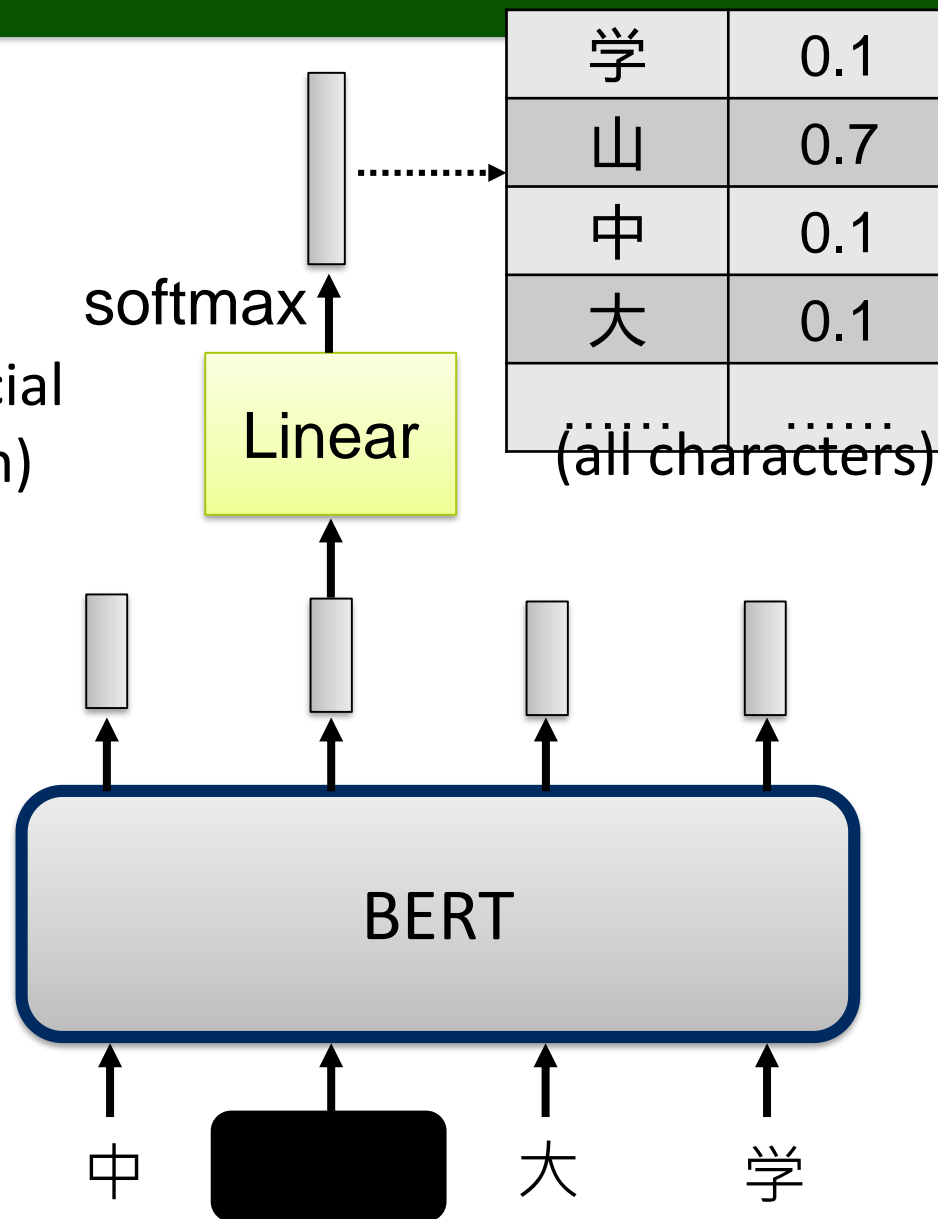 学 0.1
山 0.7
中 0.1
大 0.1
...... ......
(all characters)
softmax
cial
n)
Linear
BERT
中 大 学